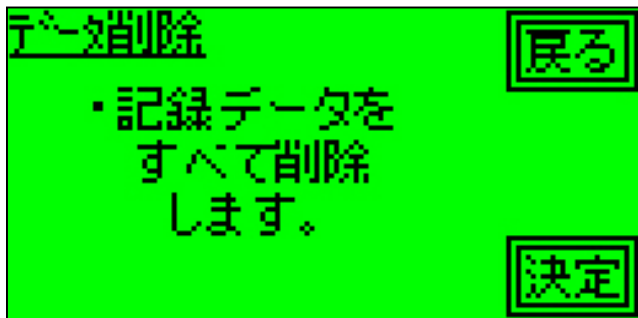 データ削除
戻る
・記録データを
すべて削除
します。
決定